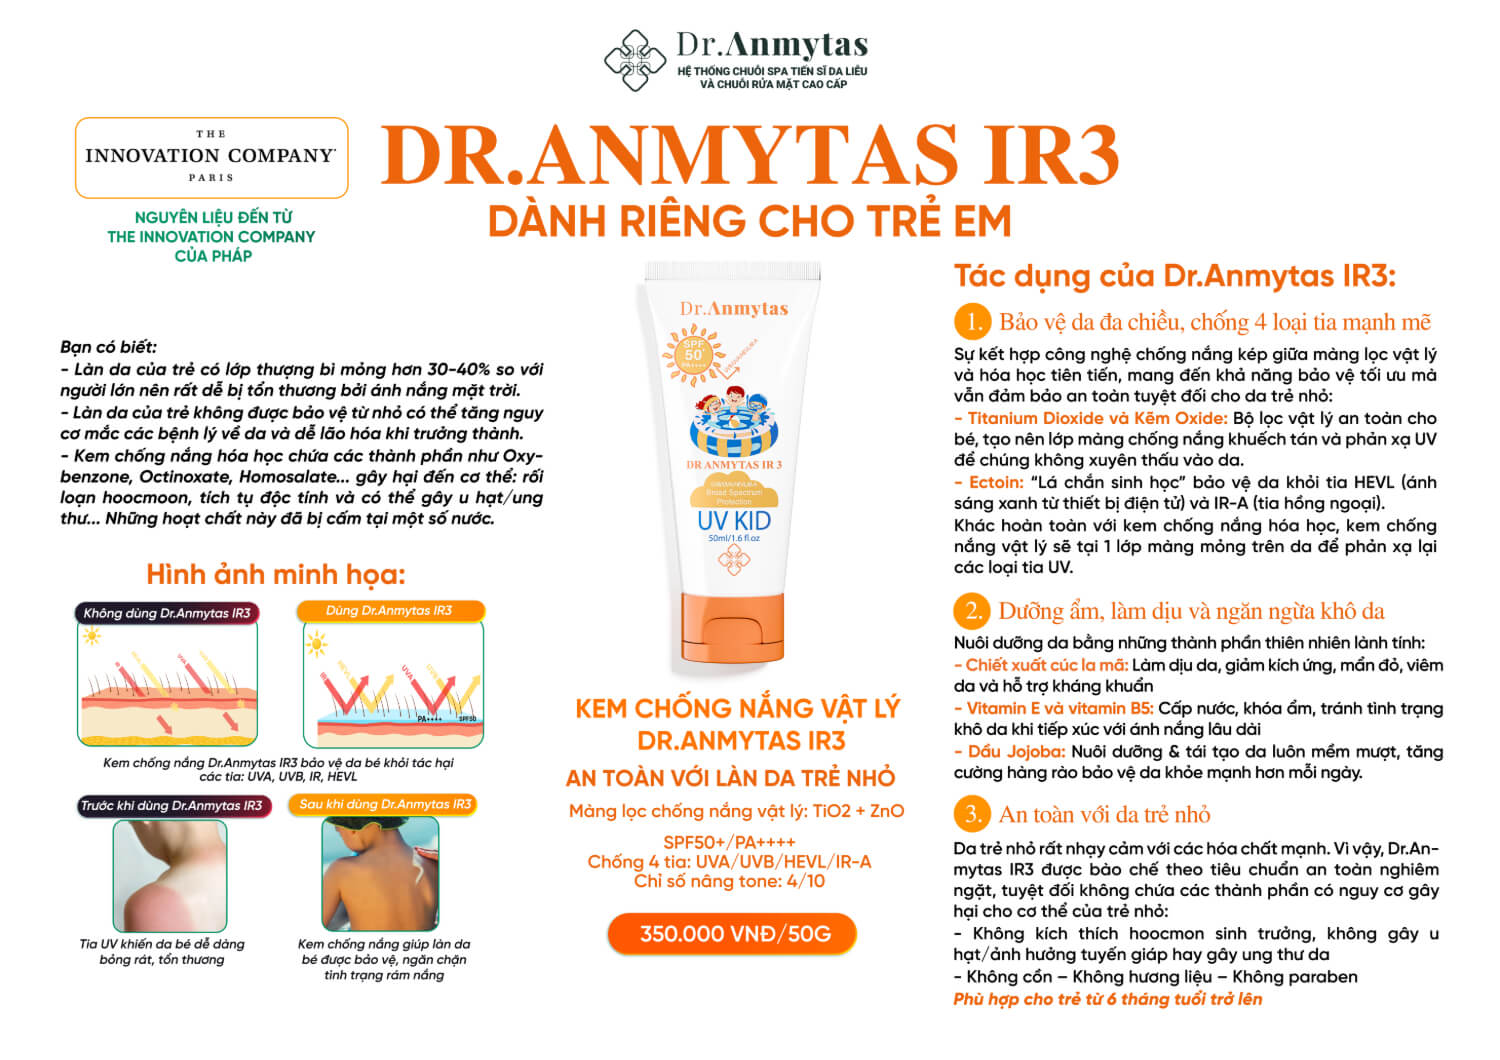 Dr.Anmytas
HỆ THỐNG CHUỖI SPA TIẾN SĨ DA LIỄU
VÀ CHUỖI RỬA MẶT CAO CẤP
THE
INNOVATION COMPANY
PARIS
NGUYÊN LIỆU ĐẾN TỪ
THE INNOVATION COMPANY
CỦA PHÁP
DR.ANMYTAS IR3
DÀNH RIÊNG CHO TRẺ EM
Bạn có biết:
- Làn da của trẻ có lớp thượng bì mỏng hơn 30-40% so với
người lớn nên rất dễ bị tổn thương bởi ánh nắng mặt trời.
- Làn da của trẻ không được bảo vệ từ nhỏ có thể tăng nguy
cơ mắc các bệnh lý về da và dễ lão hóa khi trưởng thành.
- Kem chống nắng hóa học chứa các thành phần như Oxy-
benzone, Octinoxate, Homosalate... gây hại đến cơ thể: rối
loạn hoocmoon, tích tụ độc tính và có thể gây u hạt/ung
thư... Những hoạt chất này đã bị cấm tại một số nước.
Hình ảnh minh họa:
Không dùng Dr.Anmytas IR3
IR
UVA
Dùng Dr.Anmytas IR3
IR
HEVL
UVA
UVB
PA++++
SPF50
Kem chống nắng Dr.Anmytas IR3 bảo vệ da bé khỏi tác hại
các tia: UVA, UVB, IR, HEVL
Trước khi dùng Dr.Anmytas IR3
Sau khi dùng Dr.Anmytas IR3
Tia UV khiến da bé dễ dàng
bỏng rát, tổn thương
Kem chống nắng giúp làn da
bé được bảo vệ, ngăn chặn
tình trạng rám nắng
Dr.Anmytas
SPF
50+
PA++++
UVB/UVA/HEVL/IRA
DR ANMYTAS IR 3
UVB/UVA/HEVL/IRA
Broad Spectrum
Protection
UV KID
50ml/1.6 fl.oz
KEM CHỐNG NẮNG VẬT LÝ
DR.ANMYTAS IR3
AN TOÀN VỚI LÀN DA TRẺ NHỎ
Màng lọc chống nắng vật lý: TiO2 + ZnO
SPF50+/PA++++
Chống 4 tia: UVA/UVB/HEVL/IR-A
Chỉ số nâng tone: 4/10
350.000 VNĐ/50G
Tác dụng của Dr.Anmytas IR3:
1. Bảo vệ da đa chiều, chống 4 loại tia mạnh mẽ
Sự kết hợp công nghệ chống nắng kép giữa màng lọc vật lý
và hóa học tiên tiến, mang đến khả năng bảo vệ tối ưu mà
vẫn đảm bảo an toàn tuyệt đối cho da trẻ nhỏ:
- Titanium Dioxide và Kẽm Oxide: Bộ lọc vật lý an toàn cho
bé, tạo nên lớp màng chống nắng khuếch tán và phản xạ UV
để chúng không xuyên thấu vào da.
- Ectoin: “Lá chắn sinh học” bảo vệ da khỏi tia HEVL (ánh
sáng xanh từ thiết bị điện tử) và IR-A (tia hồng ngoại).
Khác hoàn toàn với kem chống nắng hóa học, kem chống
nắng vật lý sẽ tại 1 lớp màng mỏng trên da để phản xạ lại
các loại tia UV.
2. Dưỡng ẩm, làm dịu và ngăn ngừa khô da
Nuôi dưỡng da bằng những thành phần thiên nhiên lành tính:
- Chiết xuất cúc la mã: Làm dịu da, giảm kích ứng, mẩn đỏ, viêm
da và hỗ trợ kháng khuẩn
- Vitamin E và vitamin B5: Cấp nước, khóa ẩm, tránh tình trạng
khô da khi tiếp xúc với ánh nắng lâu dài
- Dầu Jojoba: Nuôi dưỡng & tái tạo da luôn mềm mượt, tăng
cường hàng rào bảo vệ da khỏe mạnh hơn mỗi ngày.
3. An toàn với da trẻ nhỏ
Da trẻ nhỏ rất nhạy cảm với các hóa chất mạnh. Vì vậy, Dr.An-
mytas IR3 được bào chế theo tiêu chuẩn an toàn nghiêm
ngặt, tuyệt đối không chứa các thành phần có nguy cơ gây
hại cho cơ thể của trẻ nhỏ:
- Không kích thích hoocmon sinh trưởng, không gây u
hạt/ảnh hưởng tuyến giáp hay gây ung thư da
- Không cồn – Không hương liệu – Không paraben
Phù hợp cho trẻ từ 6 tháng tuổi trở lên